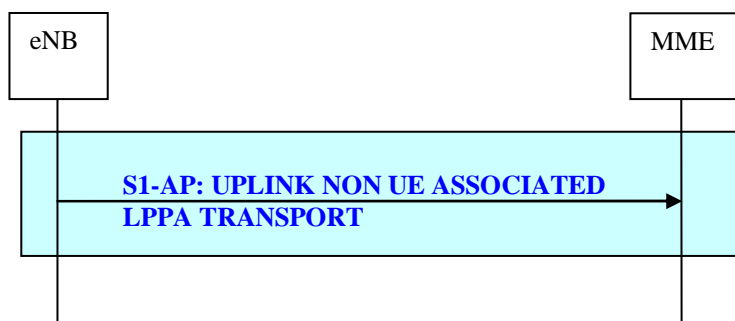 eNB
MME
S1-AP: UPLINK NON UE ASSOCIATED
LPPA TRANSPORT